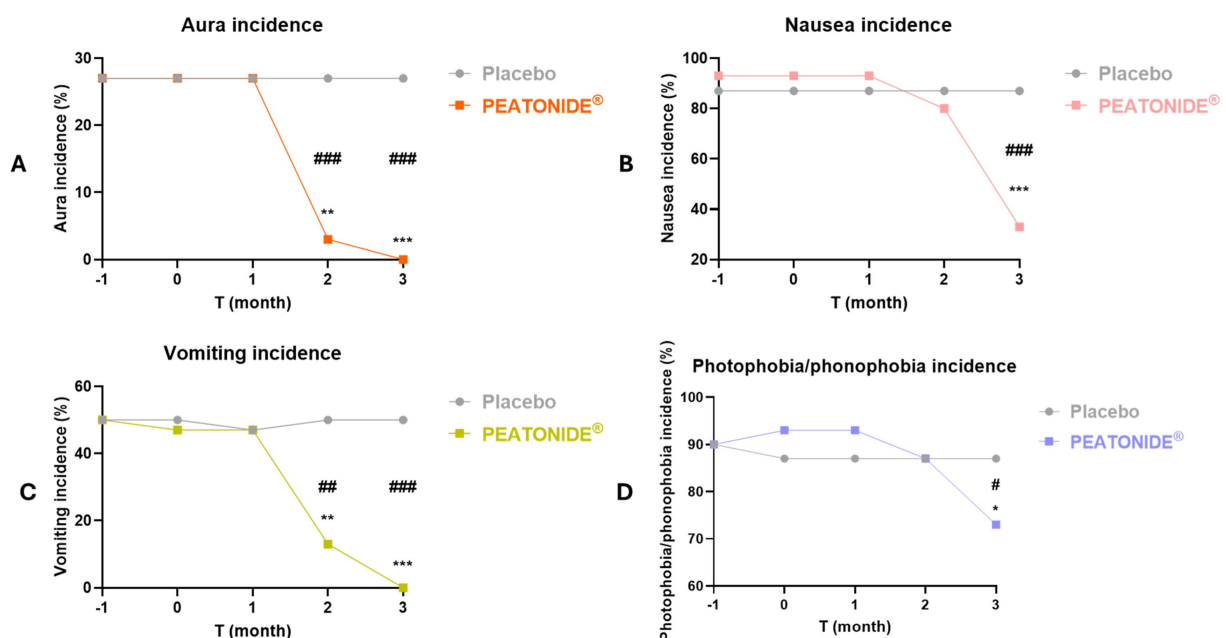 Aura incidence
30
20
10
0
Aura incidence (%)
-1 0 1 2 3
T (month)
Placebo
PEATONIDE®
###
###
**
***
A
Nausea incidence
100
80
60
40
20
Nausea incidence (%)
-1 0 1 2 3
T (month)
Placebo
PEATONIDE®
###
***
B
Vomiting incidence
60
40
20
0
Vomiting incidence (%)
-1 0 1 2 3
T (month)
Placebo
PEATONIDE®
##
###
**
***
C
Photophobia/phonophobia incidence
100
90
80
70
60
Photophobia/phonophobia incidence (%)
-1 0 1 2 3
T (month)
Placebo
PEATONIDE®
#
*
D